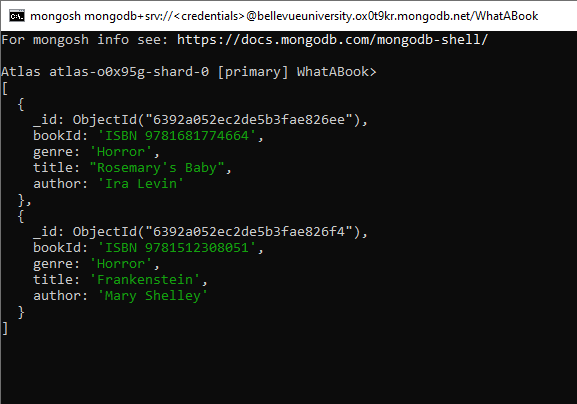 mongosh mongodb+srv://<credentials>@bellevueuniversity.ox0t9kr.mongodb.net/WhatABook
For mongosh info see: https://docs.mongodb.com/mongodb-shell/
Atlas atlas-o0x95g-shard-0 [primary] WhatABook>
[
  {
    _id: ObjectId("6392a052ec2de5b3fae826ee"),
    bookId: 'ISBN 9781681774664',
    genre: 'Horror',
    title: "Rosemary's Baby",
    author: 'Ira Levin'
  },
  {
    _id: ObjectId("6392a052ec2de5b3fae826f4"),
    bookId: 'ISBN 9781512308051',
    genre: 'Horror',
    title: 'Frankenstein',
    author: 'Mary Shelley'
  }
]